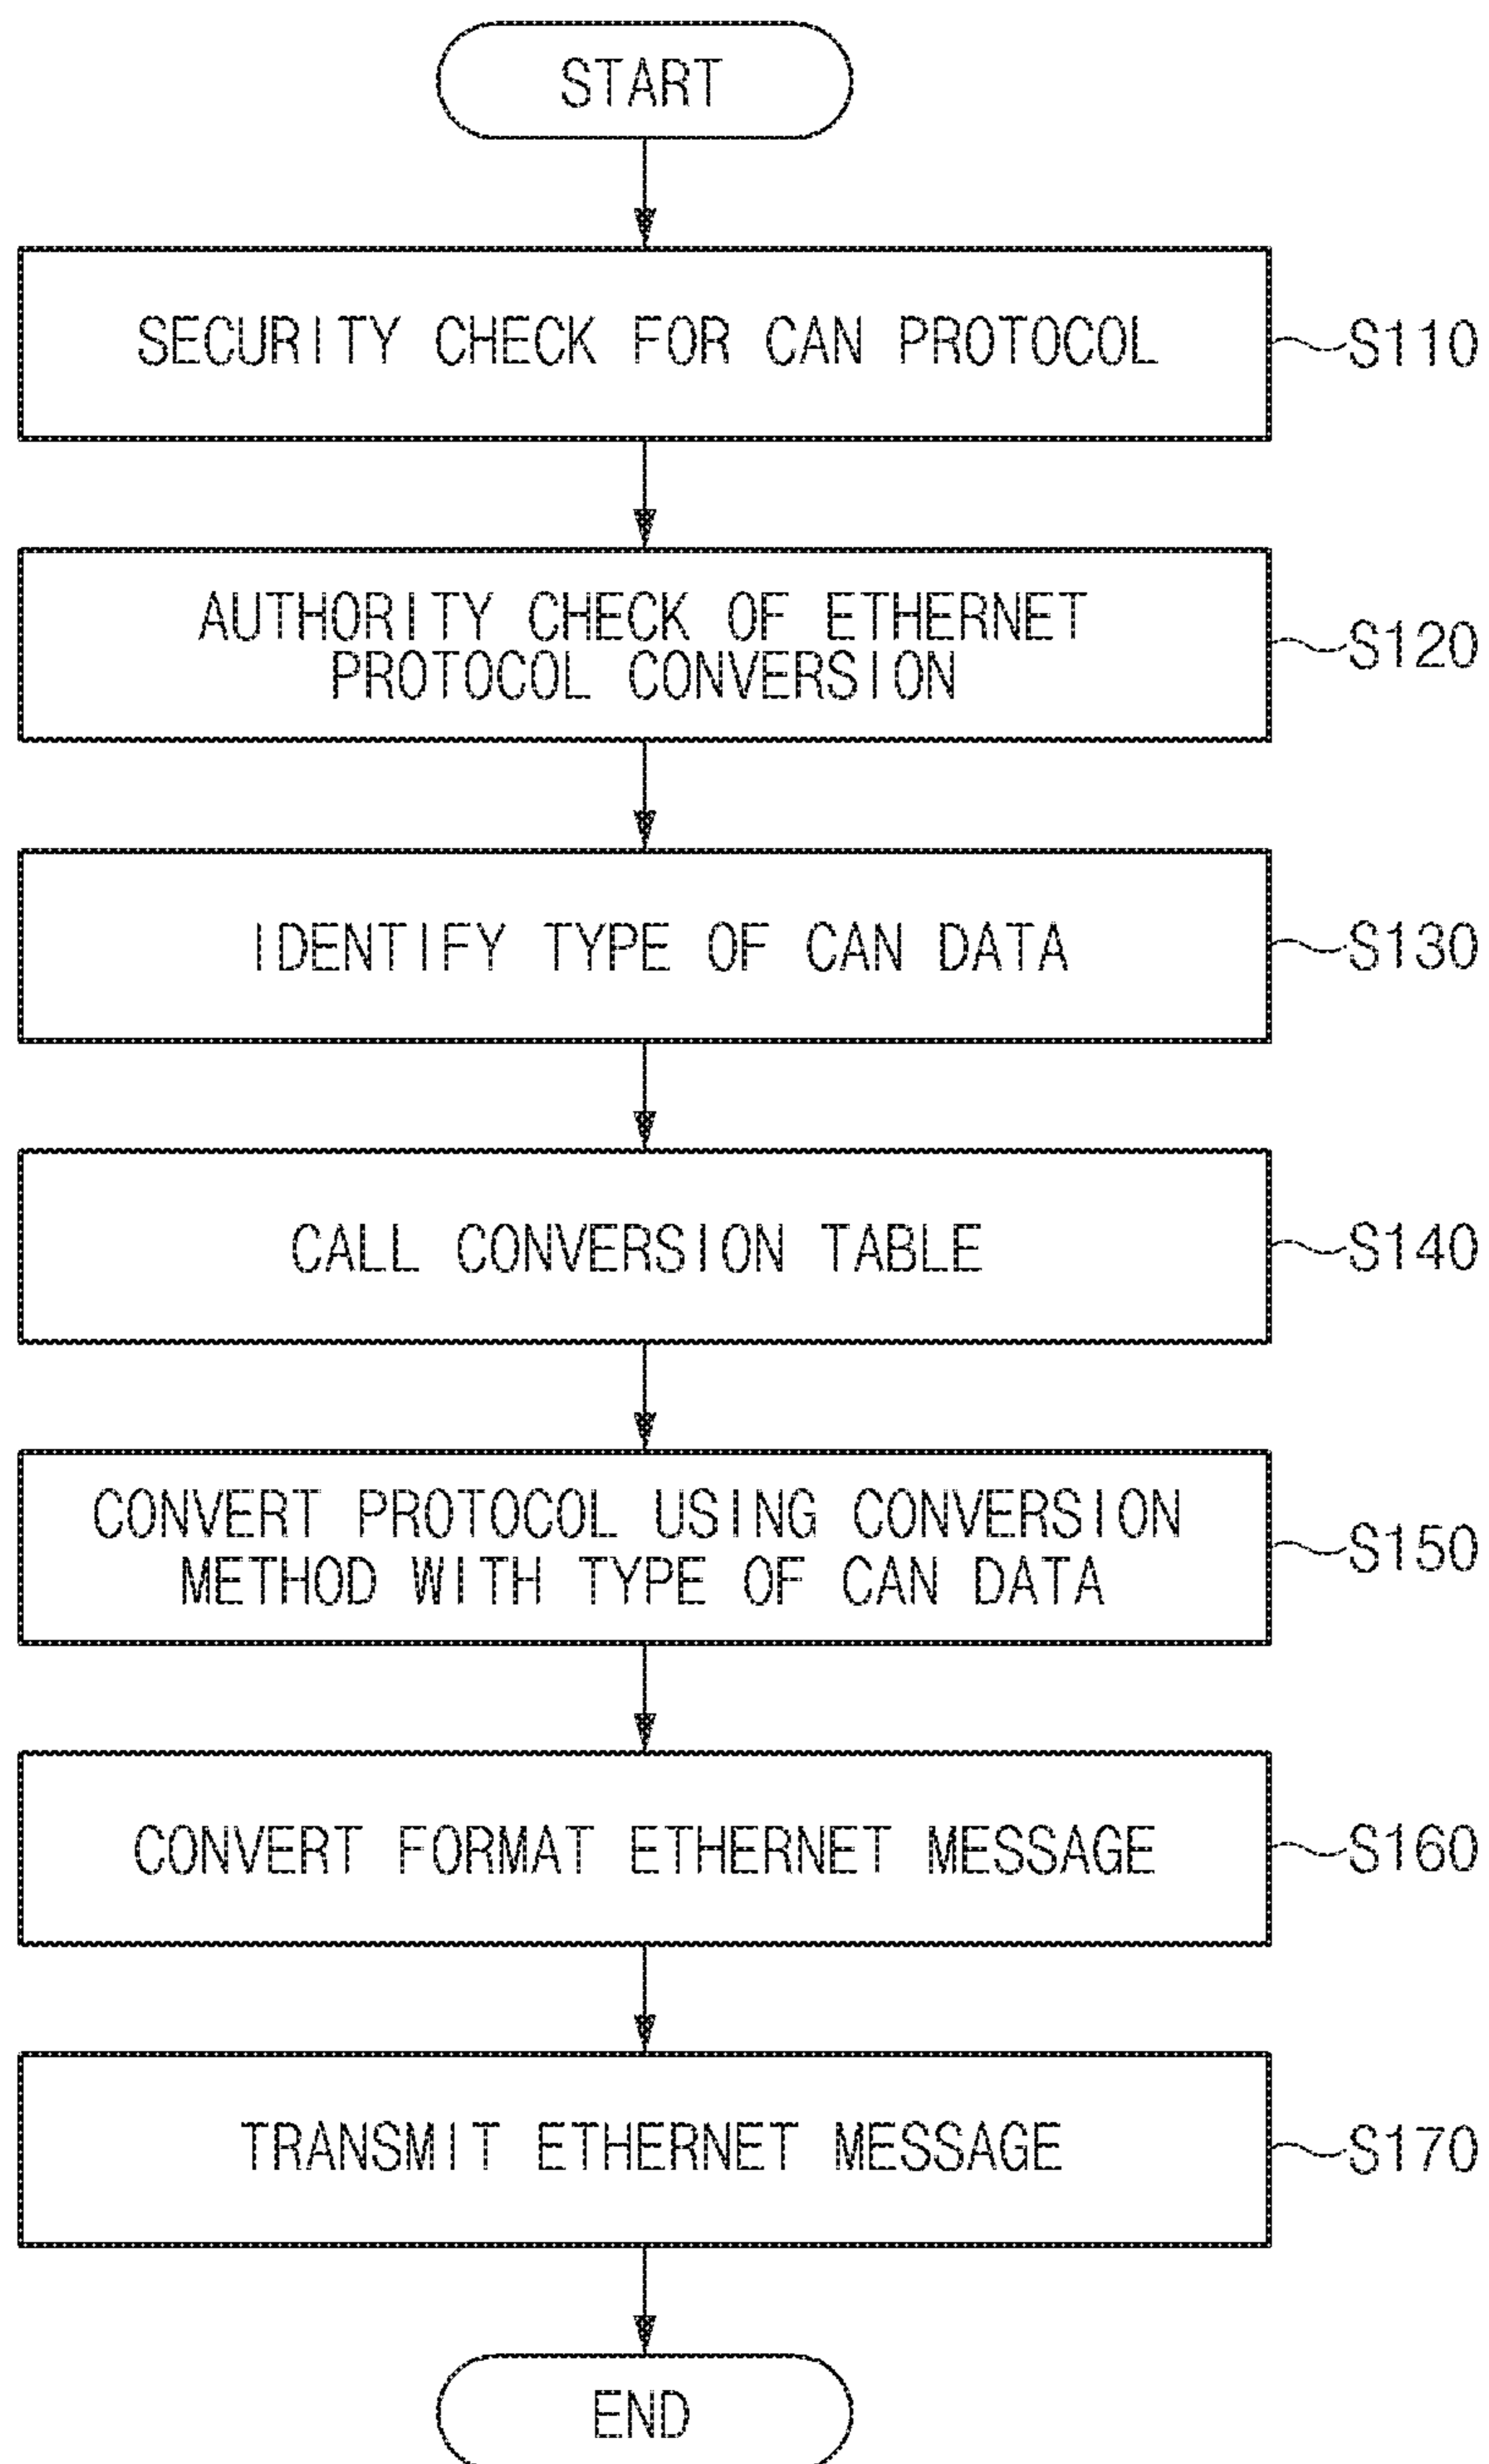 START
SECURITY CHECK FOR CAN PROTOCOL
S110
AUTHORITY CHECK OF ETHERNET
PROTOCOL CONVERSION
S120
IDENTIFY TYPE OF CAN DATA
S130
CALL CONVERSION TABLE
S140
CONVERT PROTOCOL USING CONVERSION
METHOD WITH TYPE OF CAN DATA
S150
CONVERT FORMAT ETHERNET MESSAGE
S160
TRANSMIT ETHERNET MESSAGE
S170
END